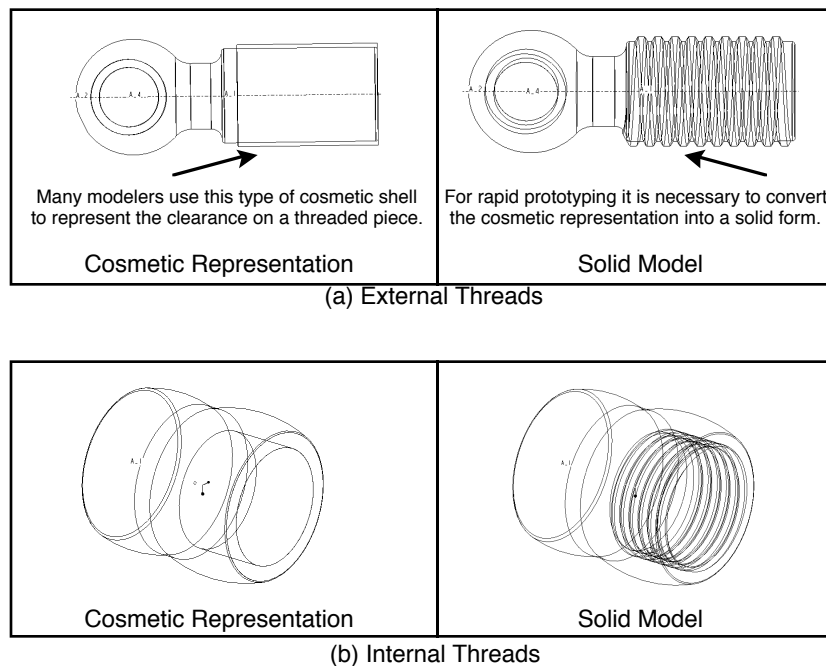 A_2
A_4
A_1
Many modelers use this type of cosmetic shell
to represent the clearance on a threaded piece.
Cosmetic Representation
A_2
A_4
For rapid prototyping it is necessary to convert
the cosmetic representation into a solid form.
Solid Model
(a) External Threads
A_1
Cosmetic Representation
A_1
Solid Model
(b) Internal Threads